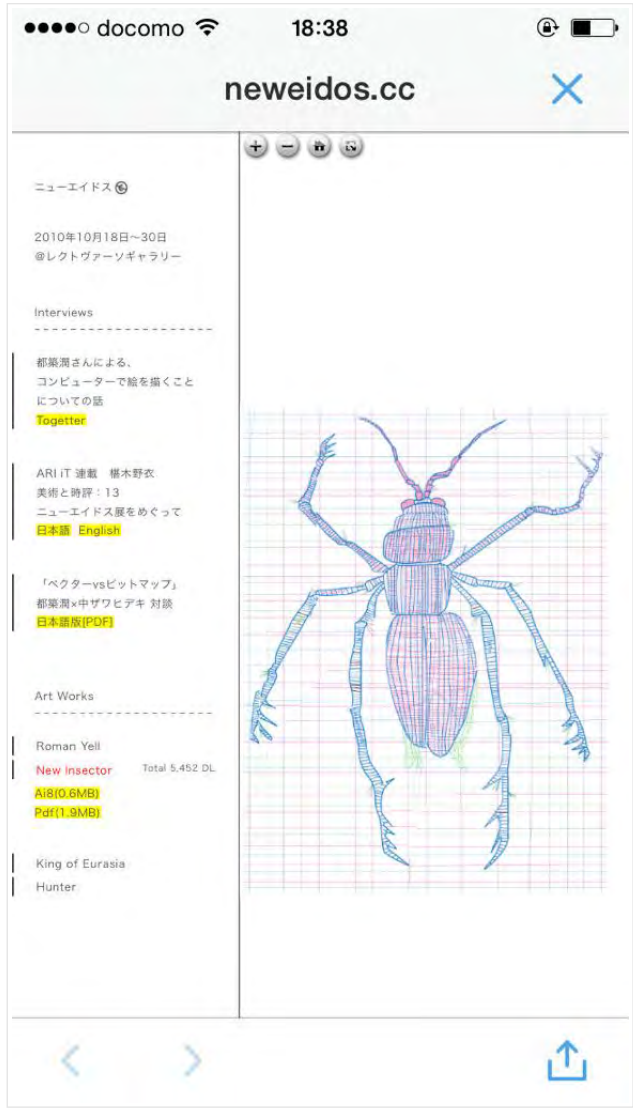 docomo
18:38
neweidos.cc
ニューエイドス
2010年10月18日〜30日
@レクトヴァーソギャラリー
Interviews
都築潤さんによる、
コンピューターで絵を描くこと
についての話
Togetter
ARI iT 連載 椹木野衣
美術と時評：13
ニューエイドス展をめぐって
日本語 English
「ベクターvsビットマップ」
都築潤×中ザワヒデキ 対談
日本語版[PDF]
Art Works
Roman Yell
New Insector Total 5,452 DL
Ai8(0.6MB)
Pdf(1.9MB)
King of Eurasia
Hunter